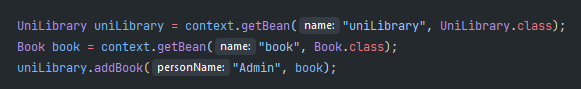 UniLibrary uniLibrary = context.getBean( name: "uniLibrary", UniLibrary.class);
Book book = context.getBean( name: "book", Book.class);
uniLibrary.addBook( personName: "Admin", book);